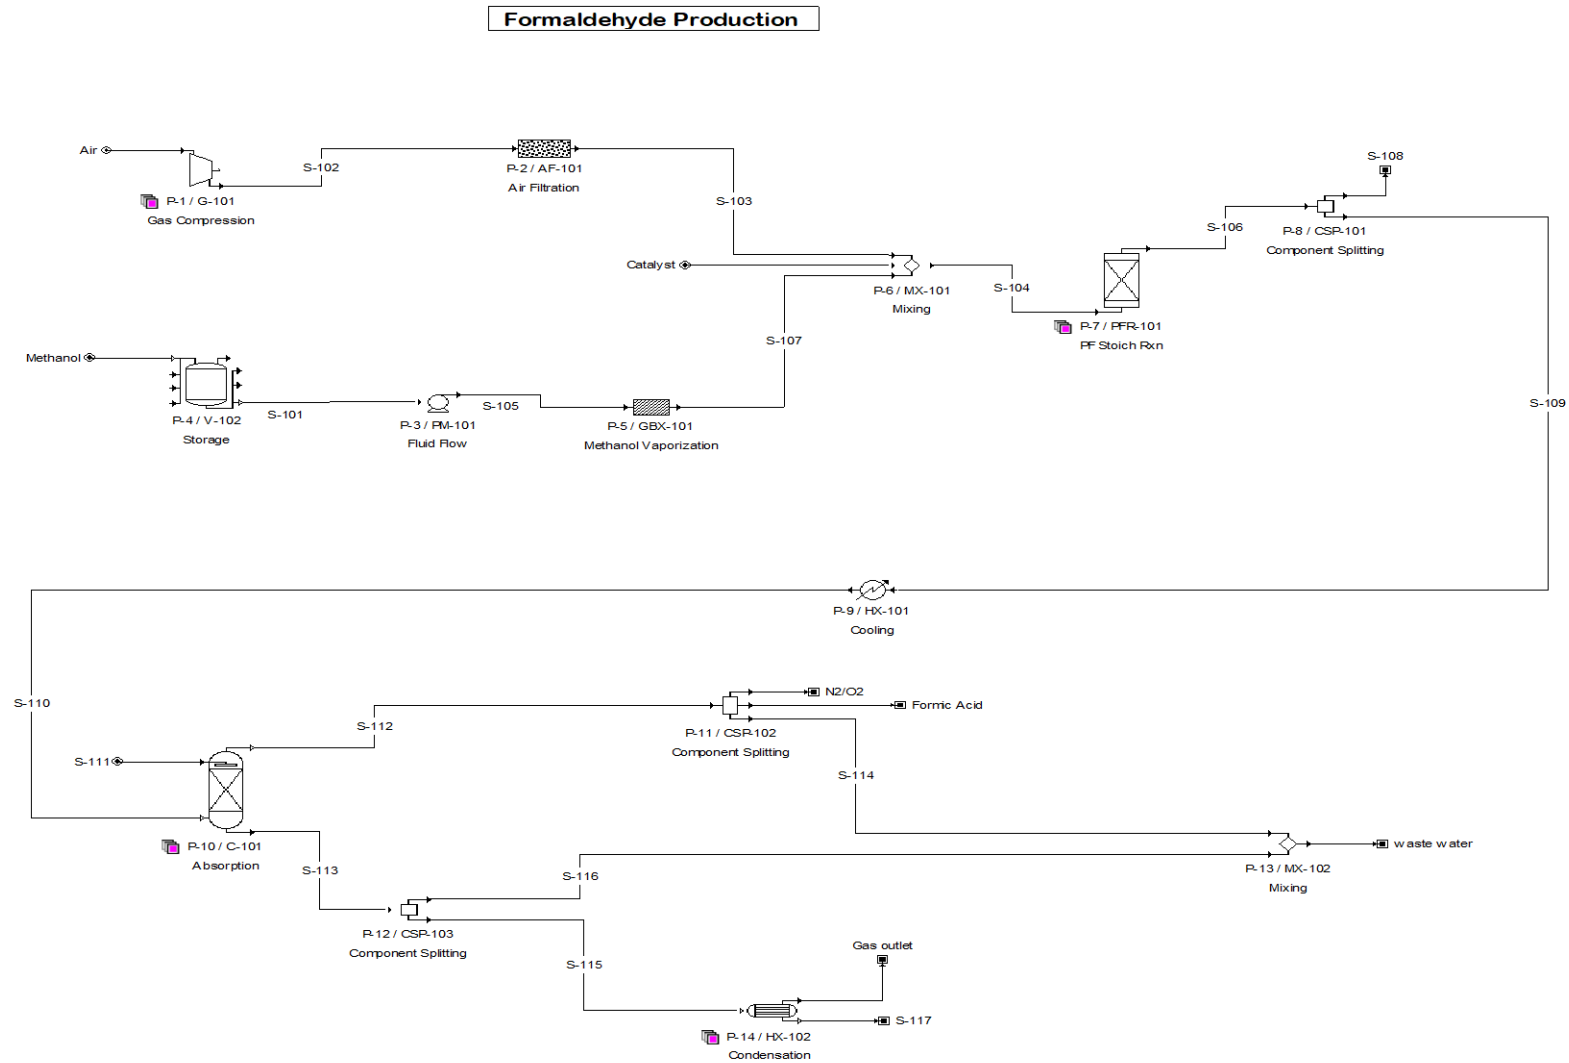 Formaldehyde Production
Air
S-102
P-1 / G-101
Gas Compression
P-2 / AF-101
Air Filtration
S-103
S-108
S-106
P-8 / CSP-101
Component Splitting
Catalyst
P-6 / MX-101
Mixing
S-104
P-7 / PFR-101
PF Stoich Rxn
S-107
Methanol
P-4 / V-102
Storage
S-101
P-3 / PM-101
Fluid Flow
S-105
P-5 / GBX-101
Methanol Vaporization
S-109
P-9 / HX-101
Cooling
S-110
S-111
S-112
P-10 / C-101
Absorption
N2/O2
Formic Acid
P-11 / CSP-102
Component Splitting
S-114
S-113
S-116
P-13 / MX-102
Mixing
waste water
P-12 / CSP-103
Component Splitting
S-115
Gas outlet
S-117
P-14 / HX-102
Condensation